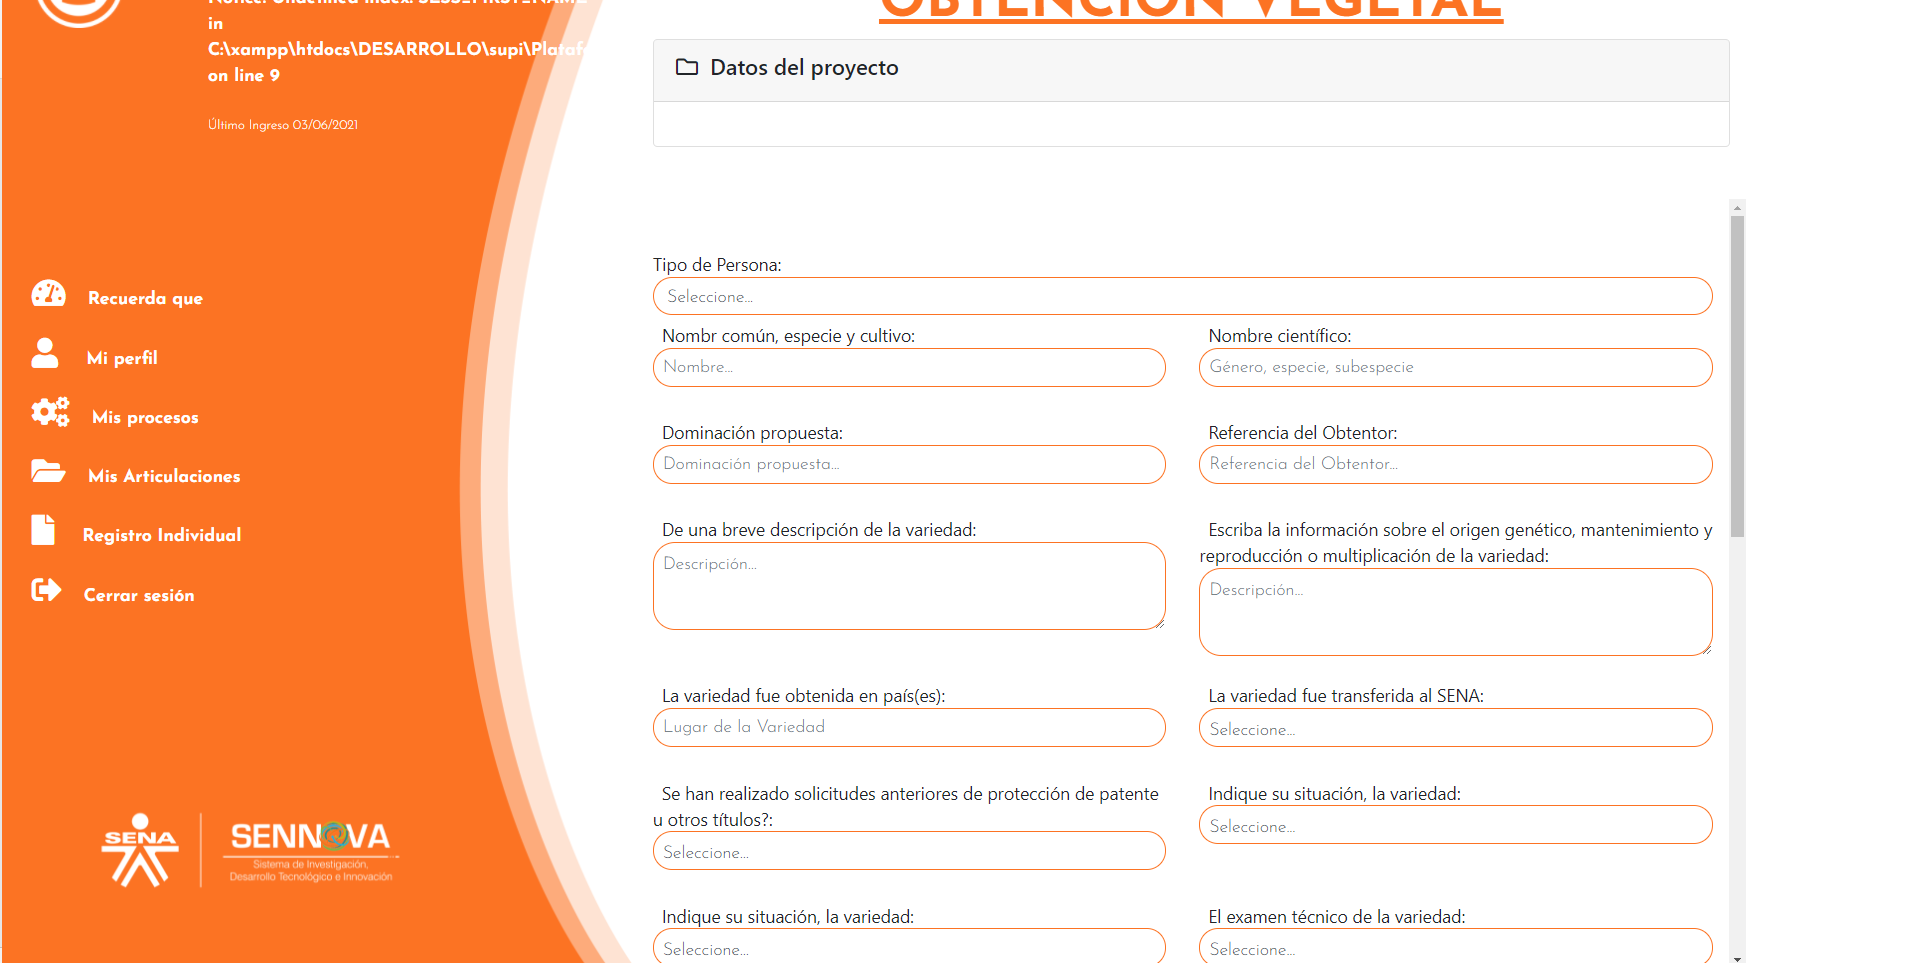 Notice: Undefined index: SESS_FIRST_NAME
in
C:\xampp\htdocs\DESARROLLO\supi\Plataf
on line 9
Último Ingreso 03/06/2021
Recuerda que
Mi perfil
Mis procesos
Mis Articulaciones
Registro Individual
Cerrar sesión
SENA
SENNOVA
Sistema de Investigación,
Desarrollo Tecnológico e Innovación
OBTENCIÓN VEGETAL
Datos del proyecto
Tipo de Persona:
Seleccione...
Nombr común, especie y cultivo:
Nombre...
Nombre científico:
Género, especie, subespecie
Dominación propuesta:
Dominación propuesta...
Referencia del Obtentor:
Referencia del Obtentor...
De una breve descripción de la variedad:
Descripción...
Escriba la información sobre el origen genético, mantenimiento y
reproducción o multiplicación de la variedad:
Descripción...
La variedad fue obtenida en país(es):
Lugar de la Variedad
La variedad fue transferida al SENA:
Seleccione...
Se han realizado solicitudes anteriores de protección de patente
u otros títulos?:
Seleccione...
Indique su situación, la variedad:
Seleccione...
Indique su situación, la variedad:
Seleccione...
El examen técnico de la variedad:
Seleccione...